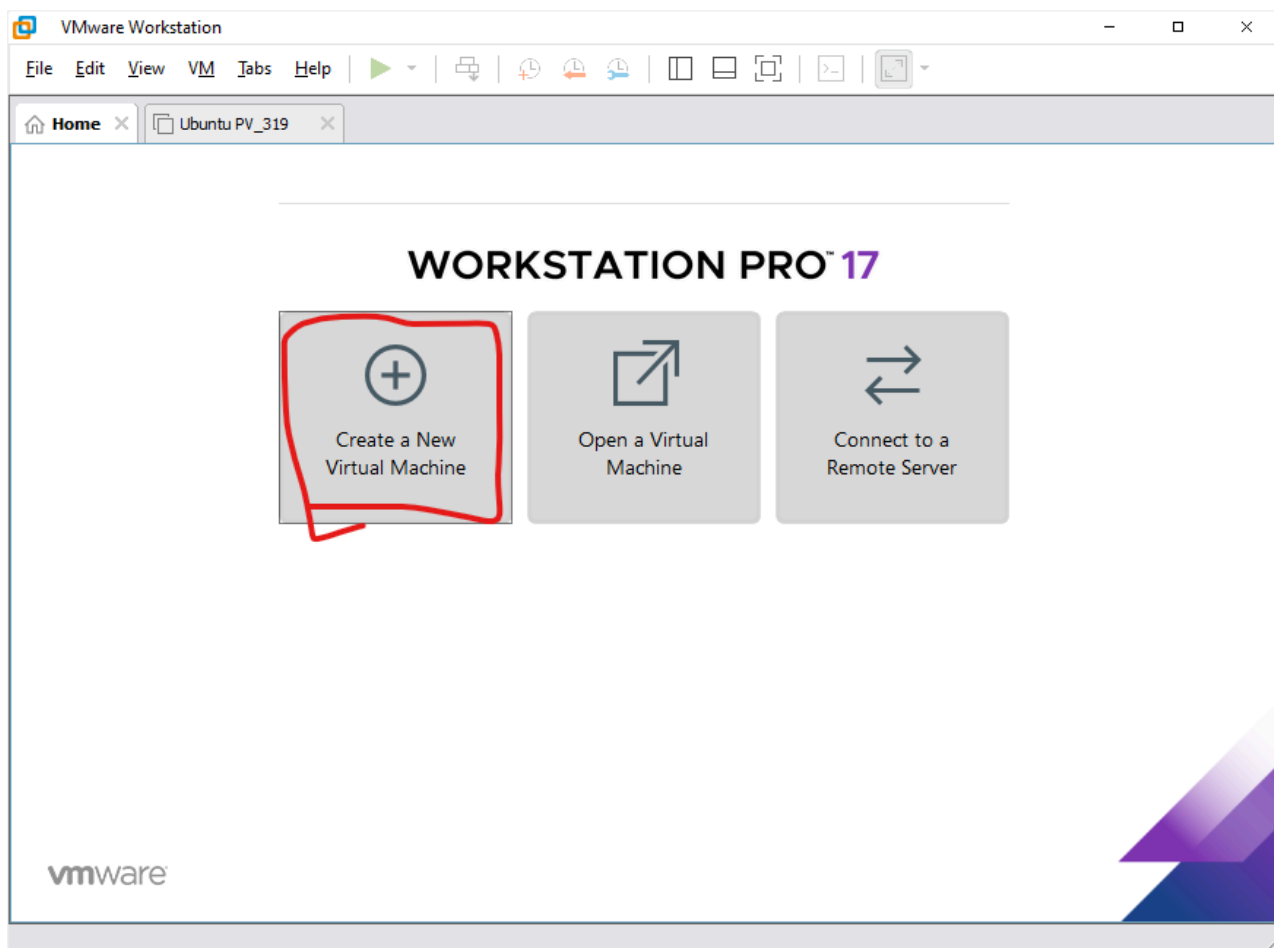 VMware Workstation
File Edit View VM Tabs Help
Home Ubuntu PV_319
WORKSTATION PRO™ 17
Create a New
Virtual Machine
Open a Virtual
Machine
Connect to a
Remote Server
vmware